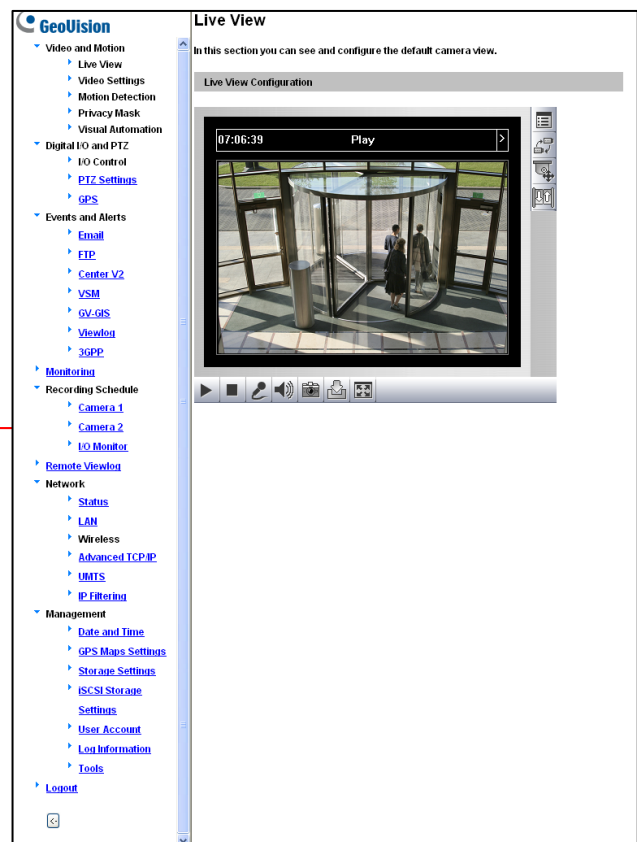 GeoVision
Video and Motion
Live View
Video Settings
Motion Detection
Privacy Mask
Visual Automation
Digital I/O and PTZ
I/O Control
PTZ Settings
GPS
Events and Alerts
Email
FTP
Center V2
VSM
GV-GIS
Viewlog
3GPP
Monitoring
Recording Schedule
Camera 1
Camera 2
I/O Monitor
Remote Viewlog
Network
Status
LAN
Wireless
Advanced TCP/IP
UMTS
IP Filtering
Management
Date and Time
GPS Maps Settings
Storage Settings
iSCSI Storage
Settings
User Account
Log Information
Tools
Logout
Live View
In this section you can see and configure the default camera view.
Live View Configuration
07:06:39 Play >